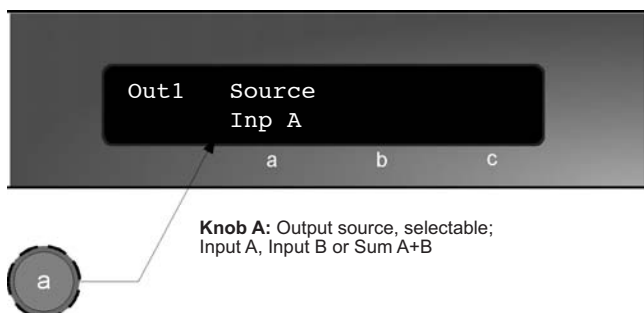 Out1 Source
Inp A
a b c
Knob A: Output source, selectable;
Input A, Input B or Sum A+B
a